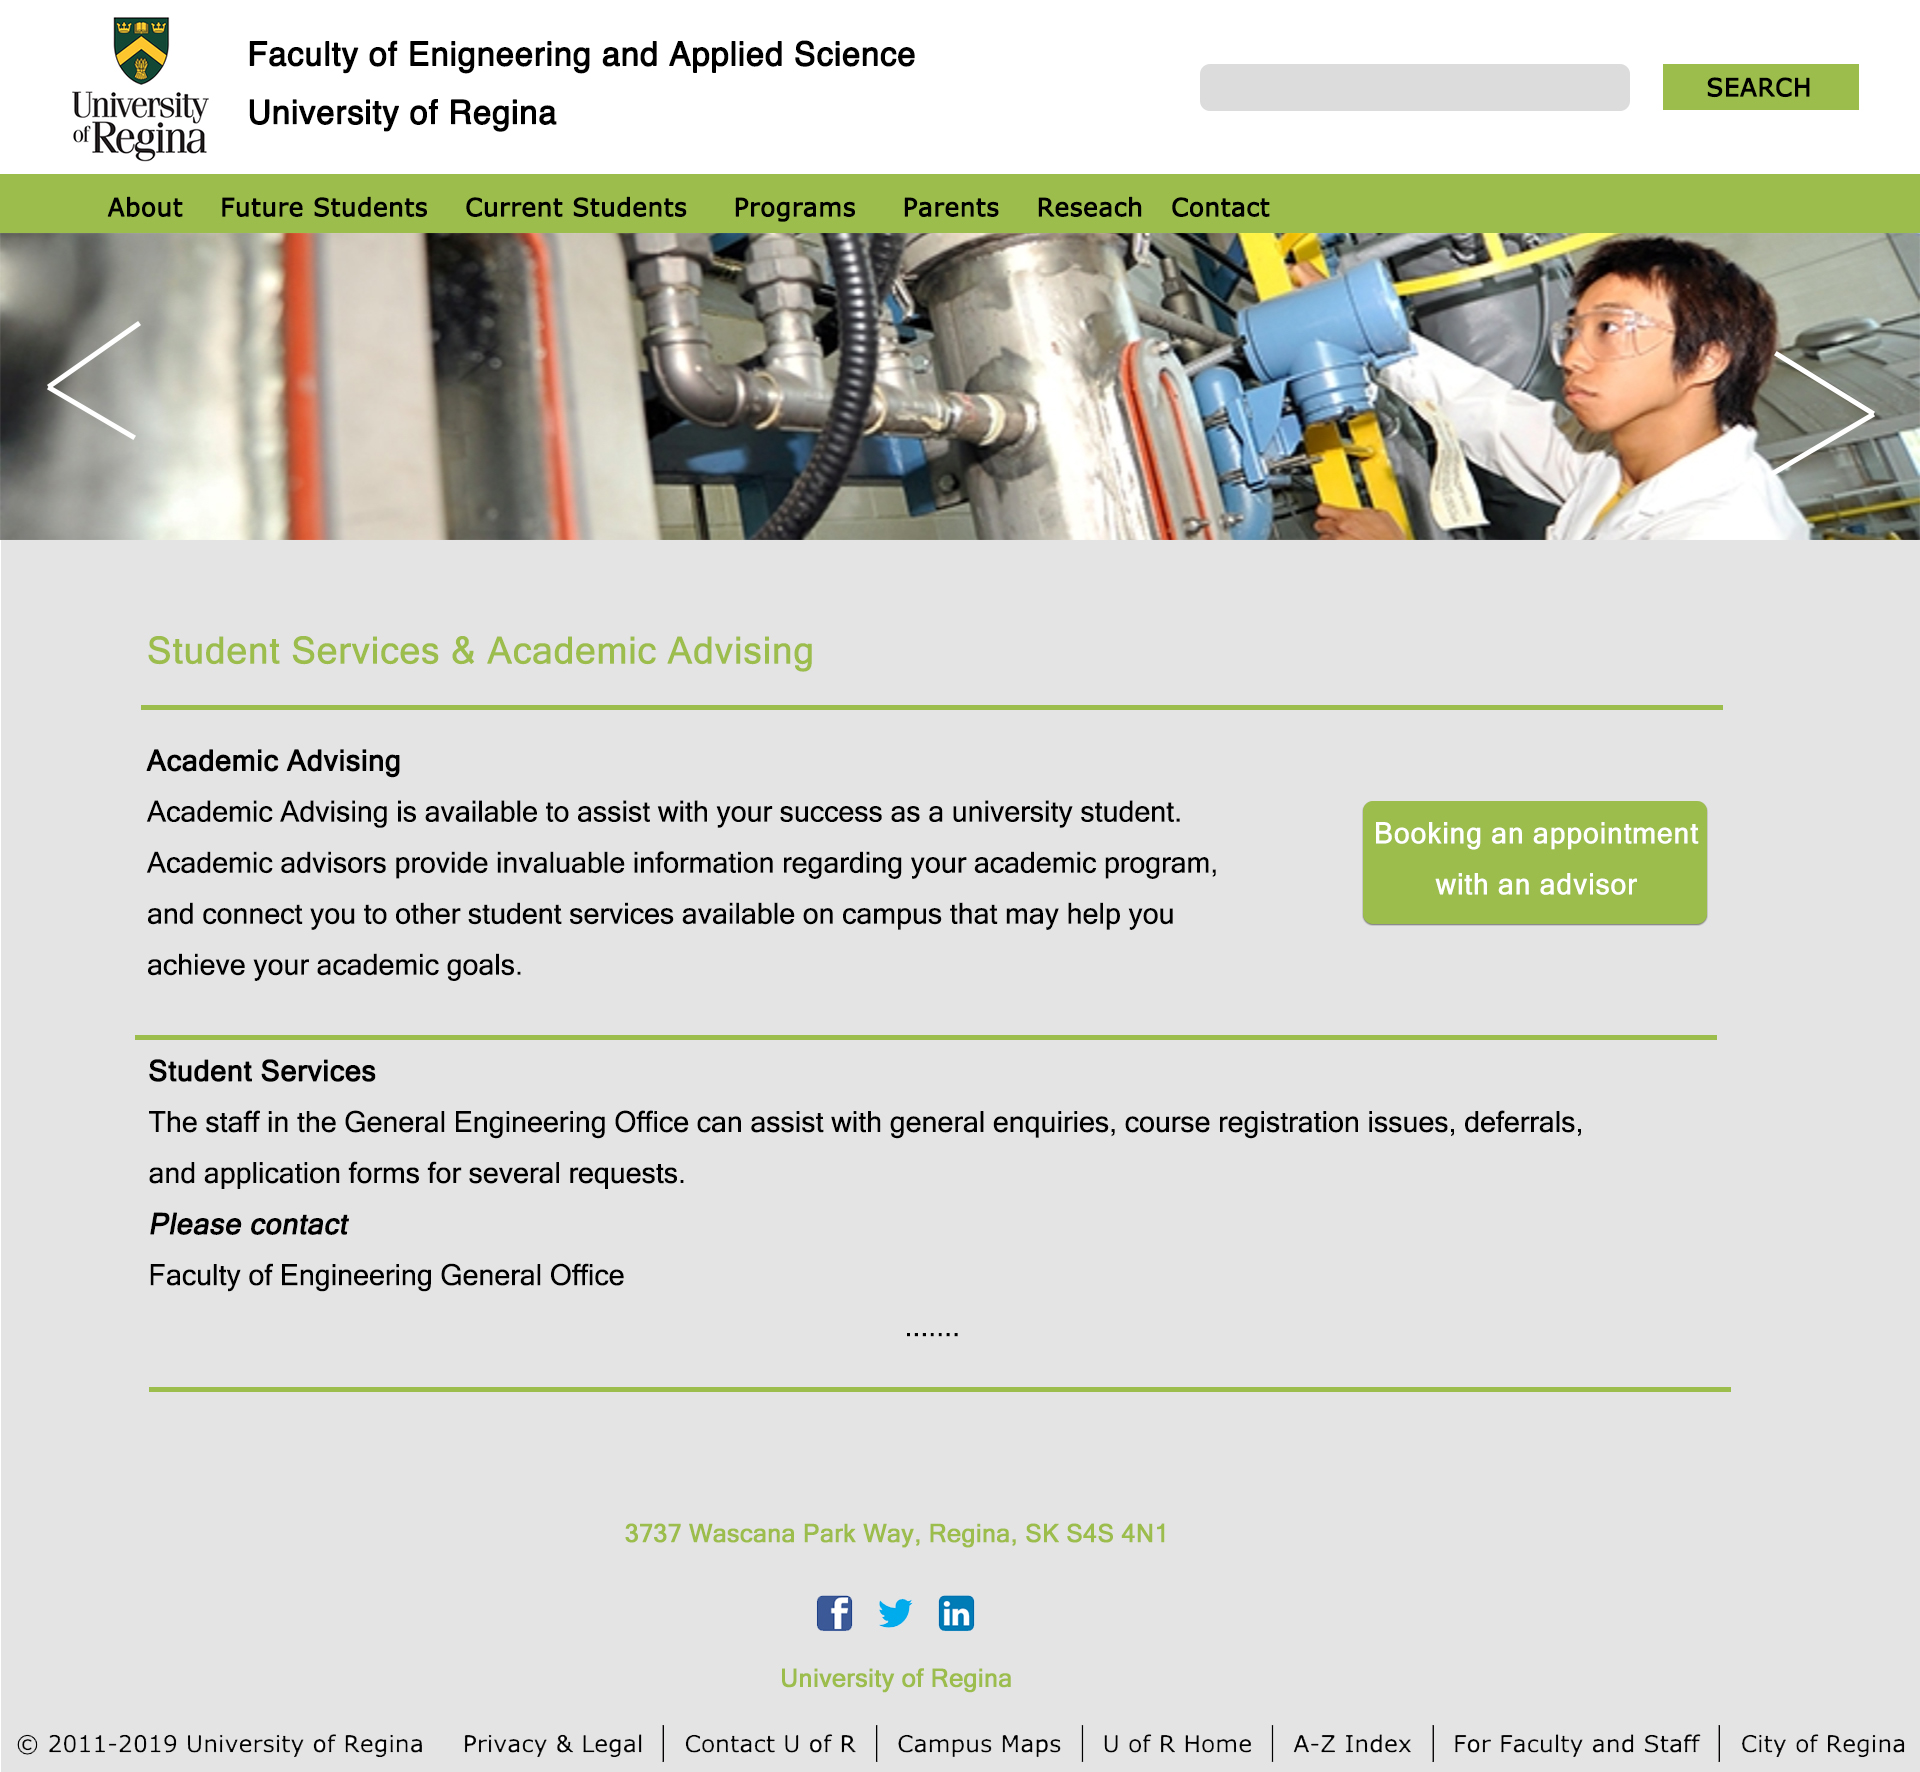 University
of Regina
Faculty of Enigneering and Applied Science
University of Regina
SEARCH
About Future Students Current Students Programs Parents Reseach Contact
Student Services & Academic Advising
Academic Advising
Academic Advising is available to assist with your success as a university student.
Academic advisors provide invaluable information regarding your academic program,
and connect you to other student services available on campus that may help you
achieve your academic goals.
Booking an appointment
with an advisor
Student Services
The staff in the General Engineering Office can assist with general enquiries, course registration issues, deferrals,
and application forms for several requests.
Please contact
Faculty of Engineering General Office
.......
3737 Wascana Park Way, Regina, SK S4S 4N1
f in
University of Regina
© 2011-2019 University of Regina Privacy & Legal Contact U of R Campus Maps U of R Home A-Z Index For Faculty and Staff City of Regina